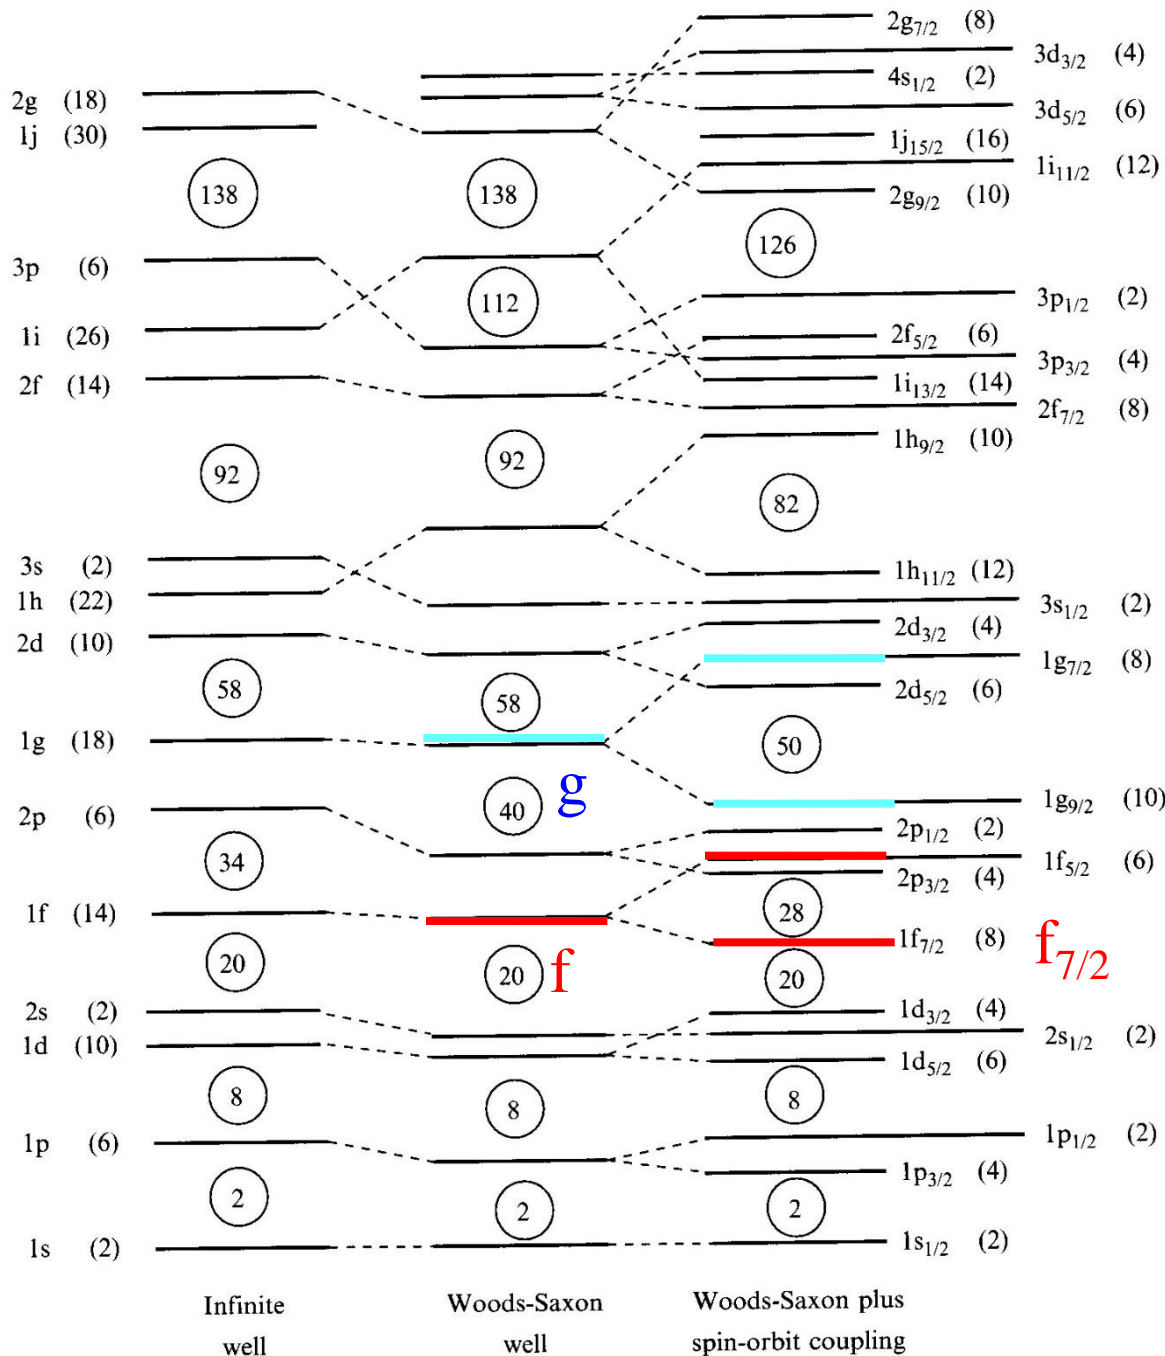 2g7/2 (8)
3d3/2 (4)
4s1/2 (2)
2g (18)
3d5/2 (6)
1j (30)
1j15/2 (16)
1i11/2 (12)
138
138
2g9/2 (10)
126
3p (6)
112
3p1/2 (2)
1i (26)
2f5/2 (6)
3p3/2 (4)
2f (14)
1i13/2 (14)
2f7/2 (8)
1h9/2 (10)
92
92
82
3s (2)
1h11/2 (12)
1h (22)
3s1/2 (2)
2d3/2 (4)
2d (10)
1g7/2 (8)
58
58
2d5/2 (6)
1g (18)
50
g
40
1g9/2 (10)
2p (6)
2p1/2 (2)
34
1f5/2 (6)
2p3/2 (4)
28
1f (14)
1f7/2 (8)
f7/2
20
20
f
20
2s (2)
1d3/2 (4)
2s1/2 (2)
1d (10)
1d5/2 (6)
8
8
8
1p (6)
1p1/2 (2)
1p3/2 (4)
2
2
2
1s (2)
1s1/2 (2)
Infinite
well
Woods-Saxon
well
Woods-Saxon plus
spin-orbit coupling